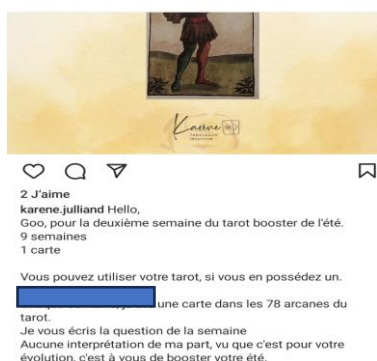 Karène
2 J'aime
karene.julliand Hello,
Goo, pour la deuxième semaine du tarot booster de l'été.
9 semaines
1 carte
Vous pouvez utiliser votre tarot, si vous en possédez un.
une carte dans les 78 arcanes du
tarot.
Je vous écris la question de la semaine
Aucune interprétation de ma part, vu que c'est pour votre
évolution, c'est à vous de booster votre été.